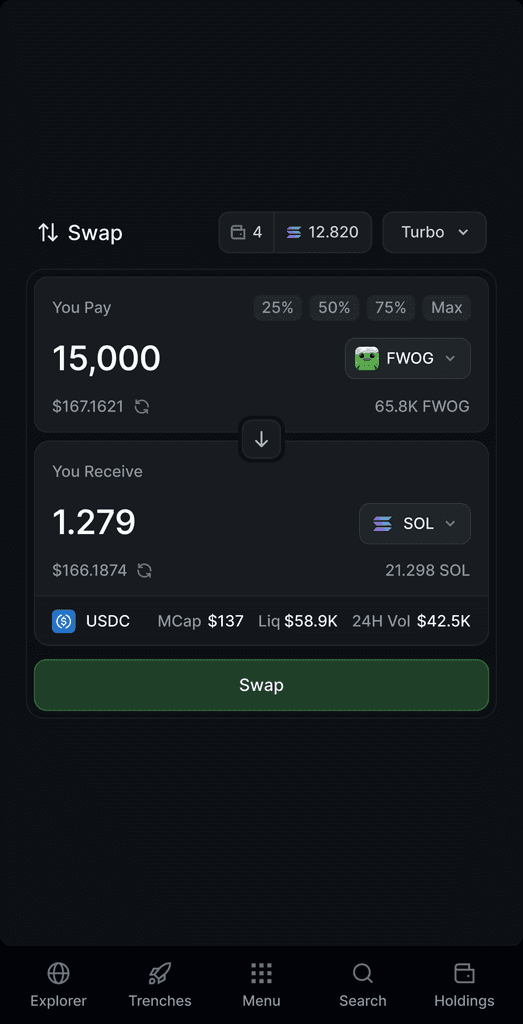 Swap 4 12.820 Turbo
You Pay 25% 50% 75% Max
15,000 FWOG
$167.1621 65.8K FWOG
You Receive
1.279 SOL
$166.1874 21.298 SOL
USDC MCap $137 Liq $58.9K 24H Vol $42.5K
Swap
Explorer Trenches Menu Search Holdings